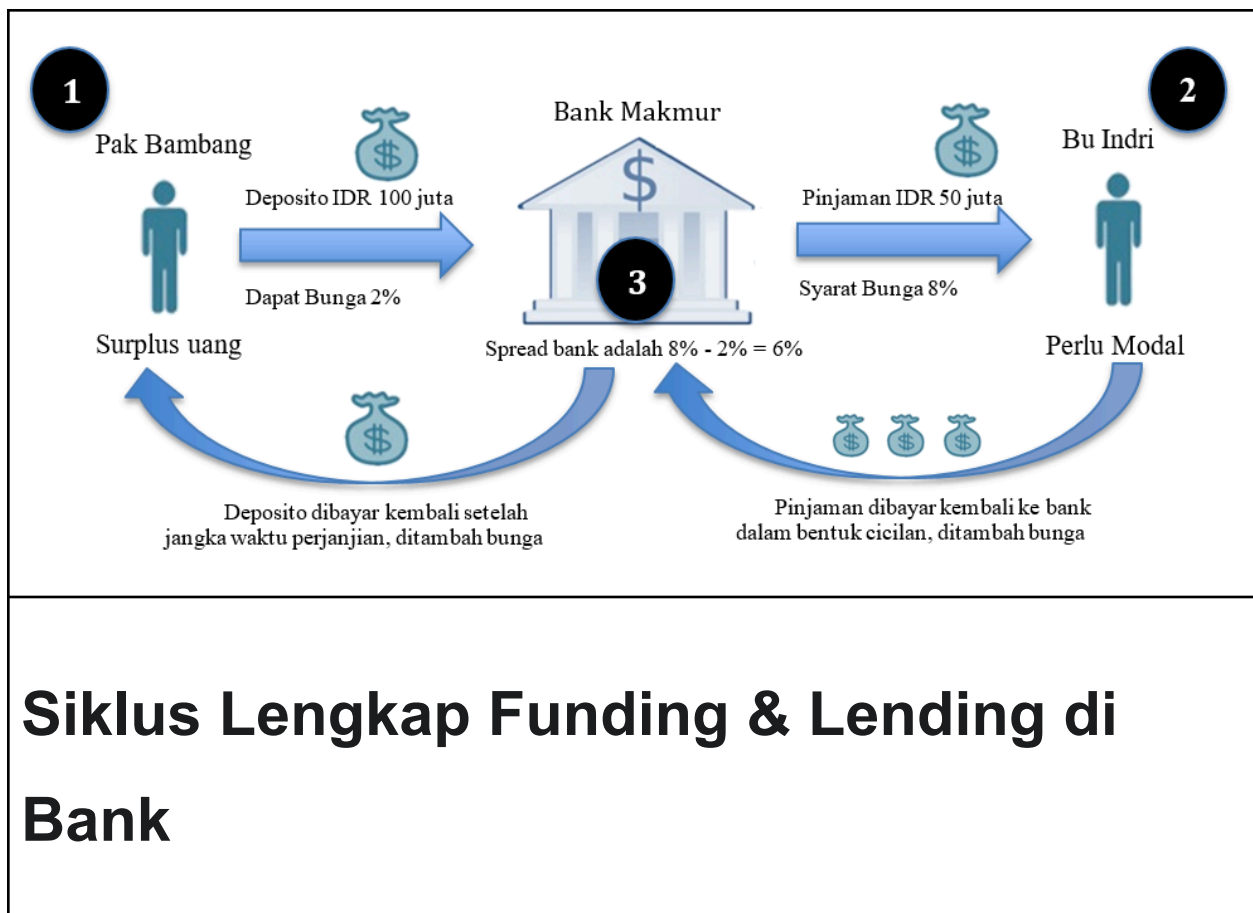 1
2
Pak Bambang
Bank Makmur
Bu Indri
$
$
$
Deposito IDR 100 juta
Pinjaman IDR 50 juta
3
Dapat Bunga 2%
Syarat Bunga 8%
Surplus uang
Spread bank adalah 8% - 2% = 6%
Perlu Modal
$
$
$
$
Deposito dibayar kembali setelah
jangka waktu perjanjian, ditambah bunga
Pinjaman dibayar kembali ke bank
dalam bentuk cicilan, ditambah bunga
Siklus Lengkap Funding & Lending di
Bank